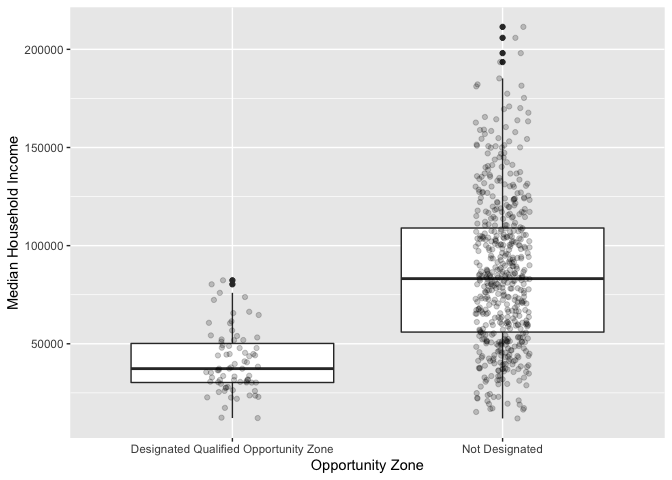 200000
150000
100000
50000
Median Household Income
Designated Qualified Opportunity Zone
Not Designated
Opportunity Zone